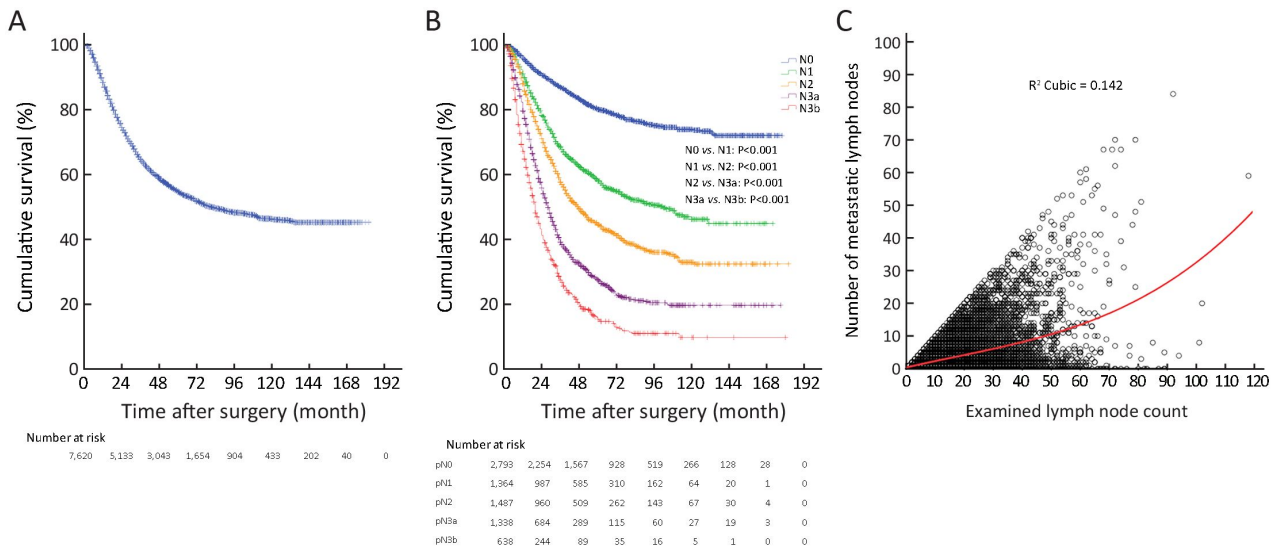 A
Cumulative survival (%)
100
80
60
40
20
0
0 24 48 72 96 120 144 168 192
Time after surgery (month)
Number at risk
7,620 5,133 3,043 1,654 904 433 202 40 0
B
Cumulative survival (%)
100
80
60
40
20
0
N0
N1
N2
N3a
N3b
N0 vs. N1: P<0.001
N1 vs. N2: P<0.001
N2 vs. N3a: P<0.001
N3a vs. N3b: P<0.001
0 24 48 72 96 120 144 168 192
Time after surgery (month)
Number at risk
pN0 2,793 2,254 1,567 928 519 266 128 28 0
pN1 1,364 987 585 310 162 64 20 1 0
pN2 1,487 960 509 262 143 67 30 4 0
pN3a 1,338 684 289 115 60 27 19 3 0
pN3b 638 244 89 35 16 5 1 0 0
C
Number of metastatic lymph nodes
100
90
80
70
60
50
40
30
20
10
0
R² Cubic = 0.142
0 10 20 30 40 50 60 70 80 90 100 110 120
Examined lymph node count